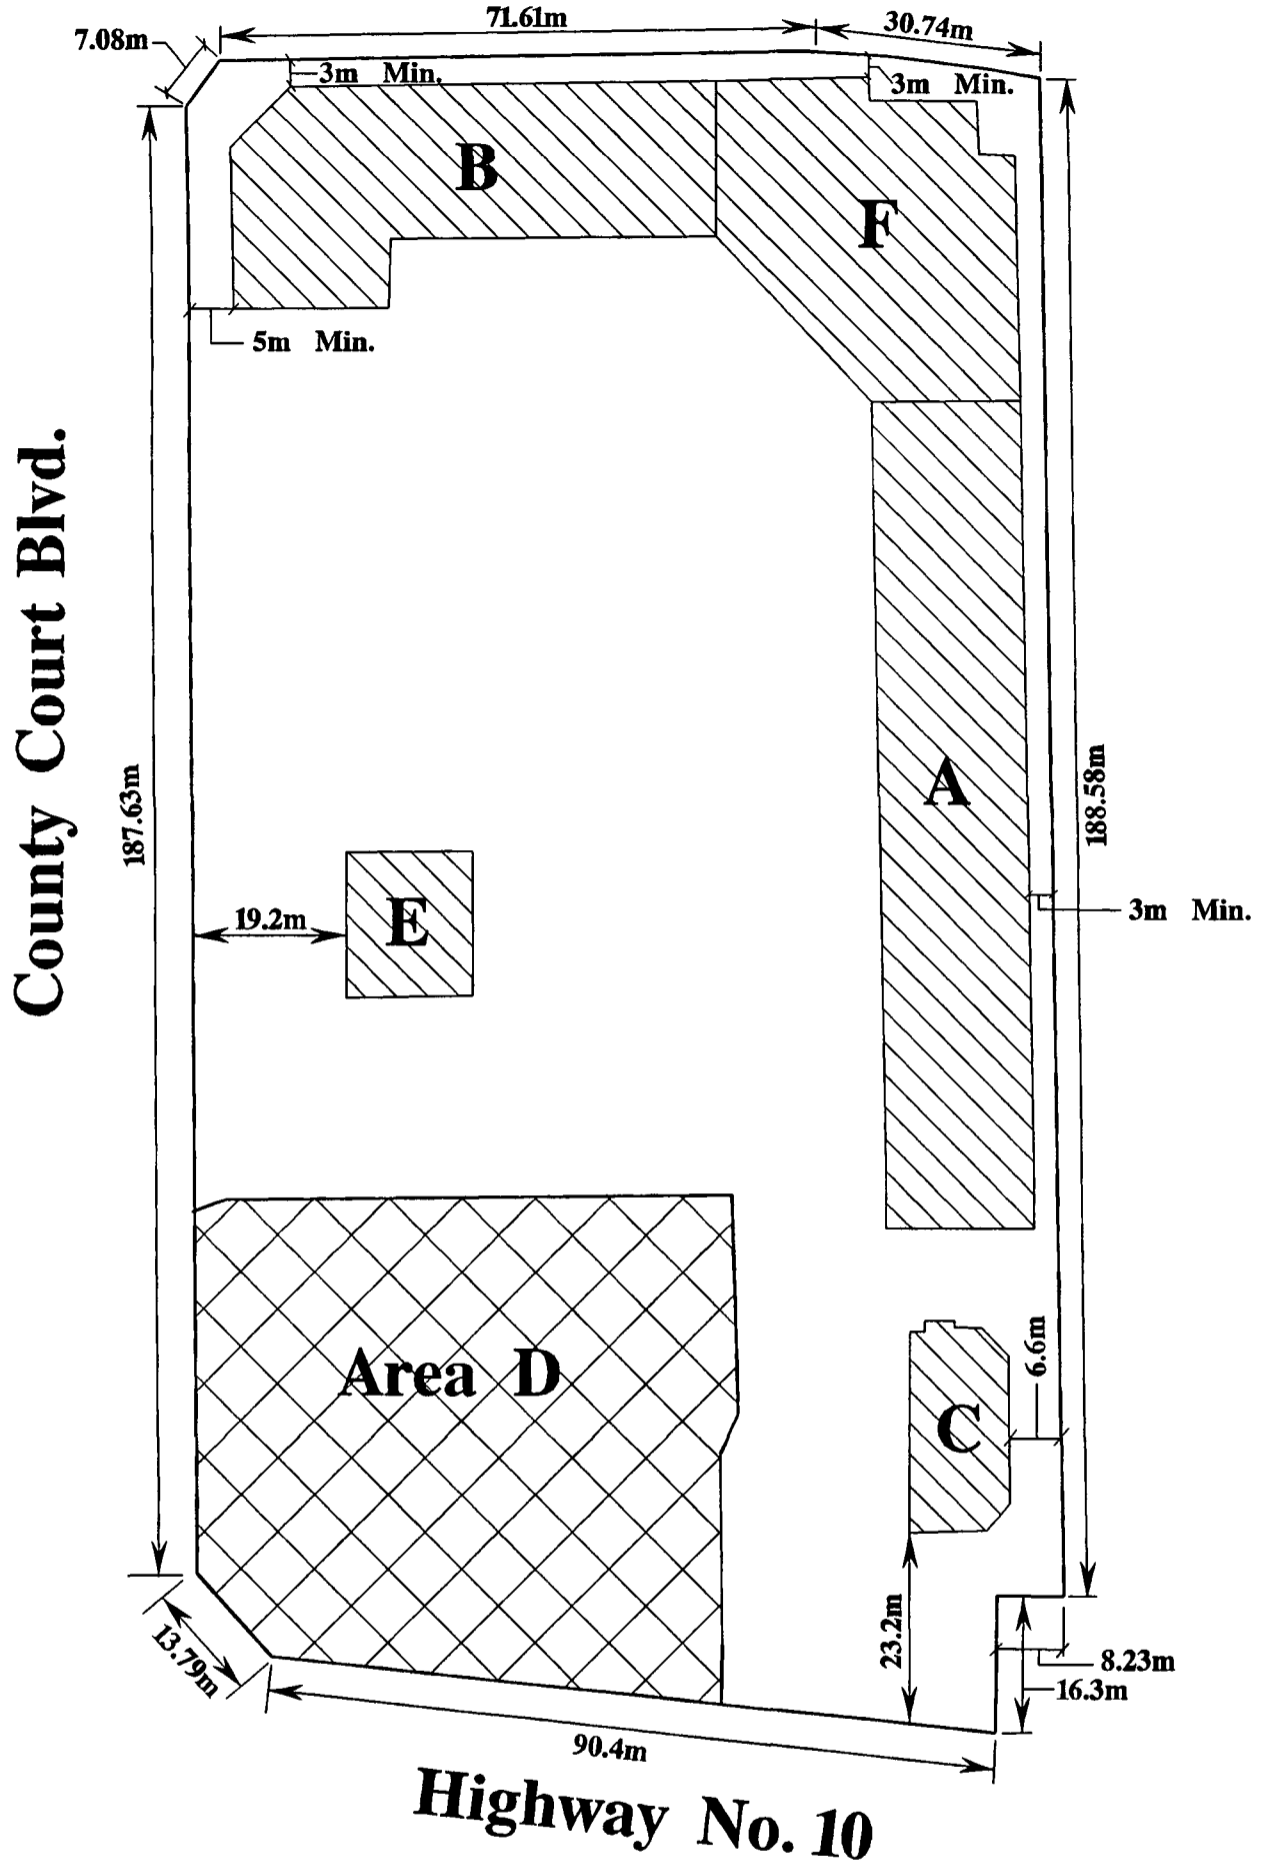 71.61m
30.74m
7.08m
3m Min.
3m Min.
B
F
5m Min.
County Court Blvd.
187.63m
188.58m
A
3m Min.
19.2m
E
Area D
6.6m
C
23.2m
8.23m
16.3m
13.79m
90.4m
Highway No. 10